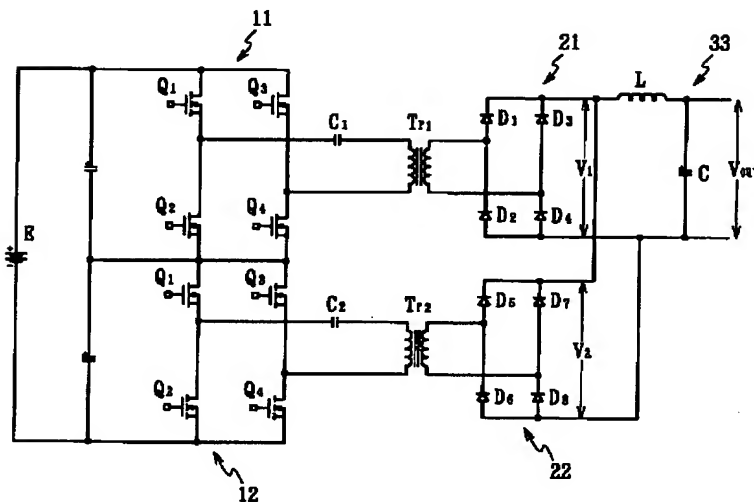 11
21
33
Q1
Q3
C1
Tr1
D1
D3
L
V1
C
Vout
Q2
Q4
D2
D4
E
Q1
Q3
C2
Tr2
D5
D7
V2
Q2
Q4
D6
D8
12
22